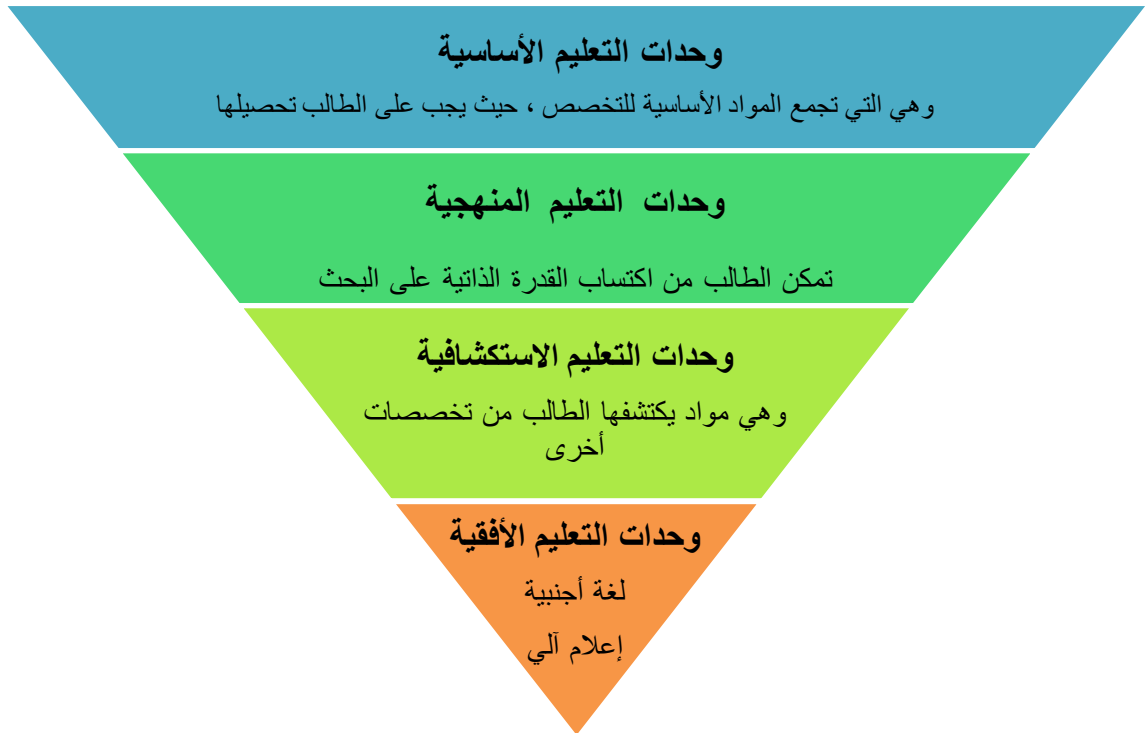 وحدات التعليم الأساسية
وهي التي تجمع المواد الأساسية للتخصص ، حيث يجب على الطالب تحصيلها
وحدات التعليم المنهجية
تمكن الطالب من اكتساب القدرة الذاتية على البحث
وحدات التعليم الاستكشافية
وهي مواد يكتشفها الطالب من تخصصات
أخرى
وحدات التعليم الأفقية
لغة أجنبية
إعلام آلي